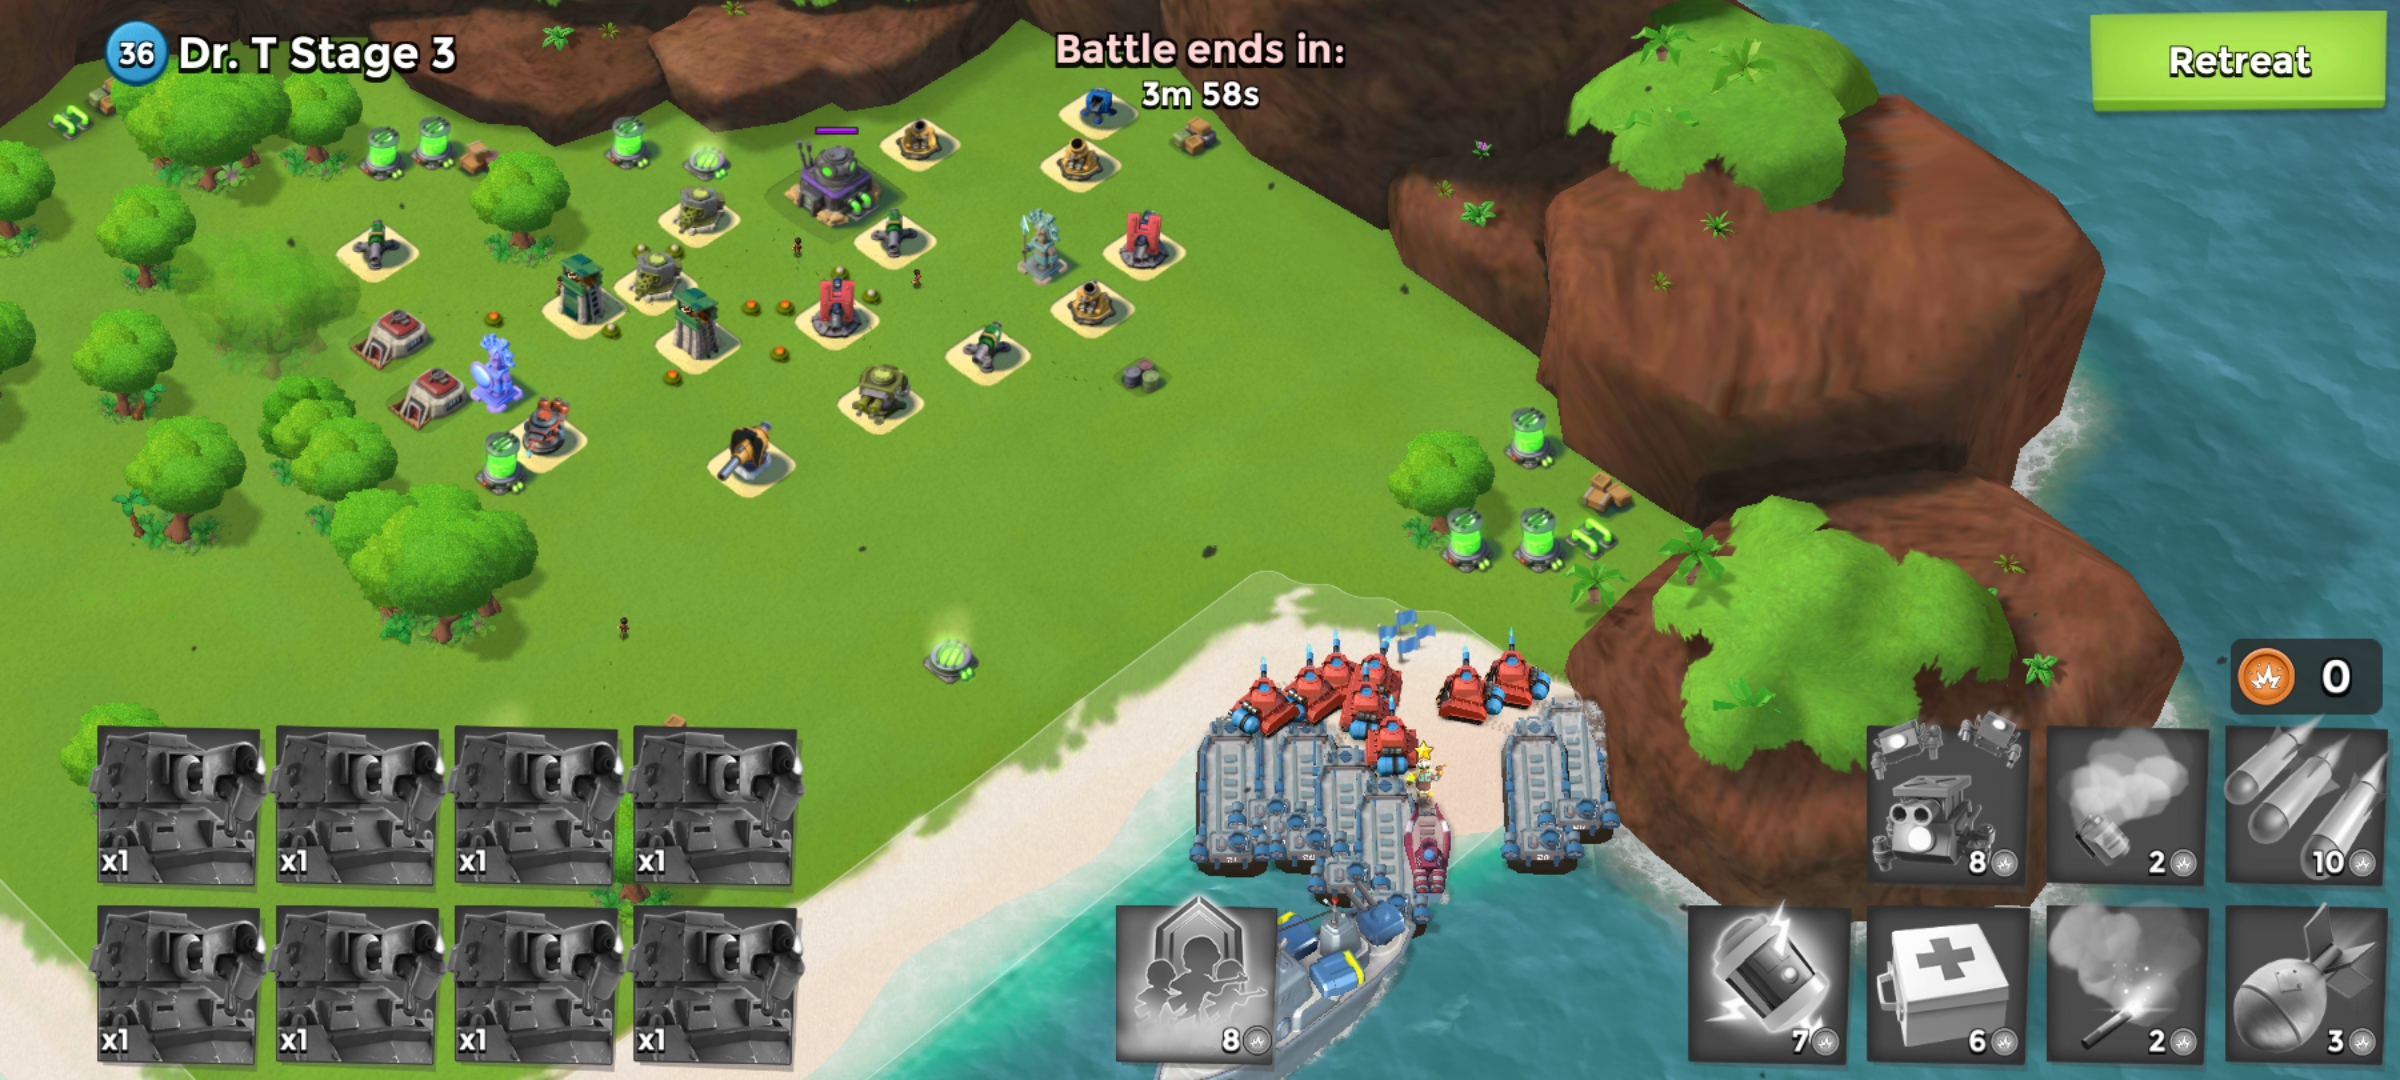 36 Dr. T Stage 3
Battle ends in:
3m 58s
Retreat
0
x1 x1 x1 x1
8 2 10
x1 x1 x1 x1
8 7 6 2 3